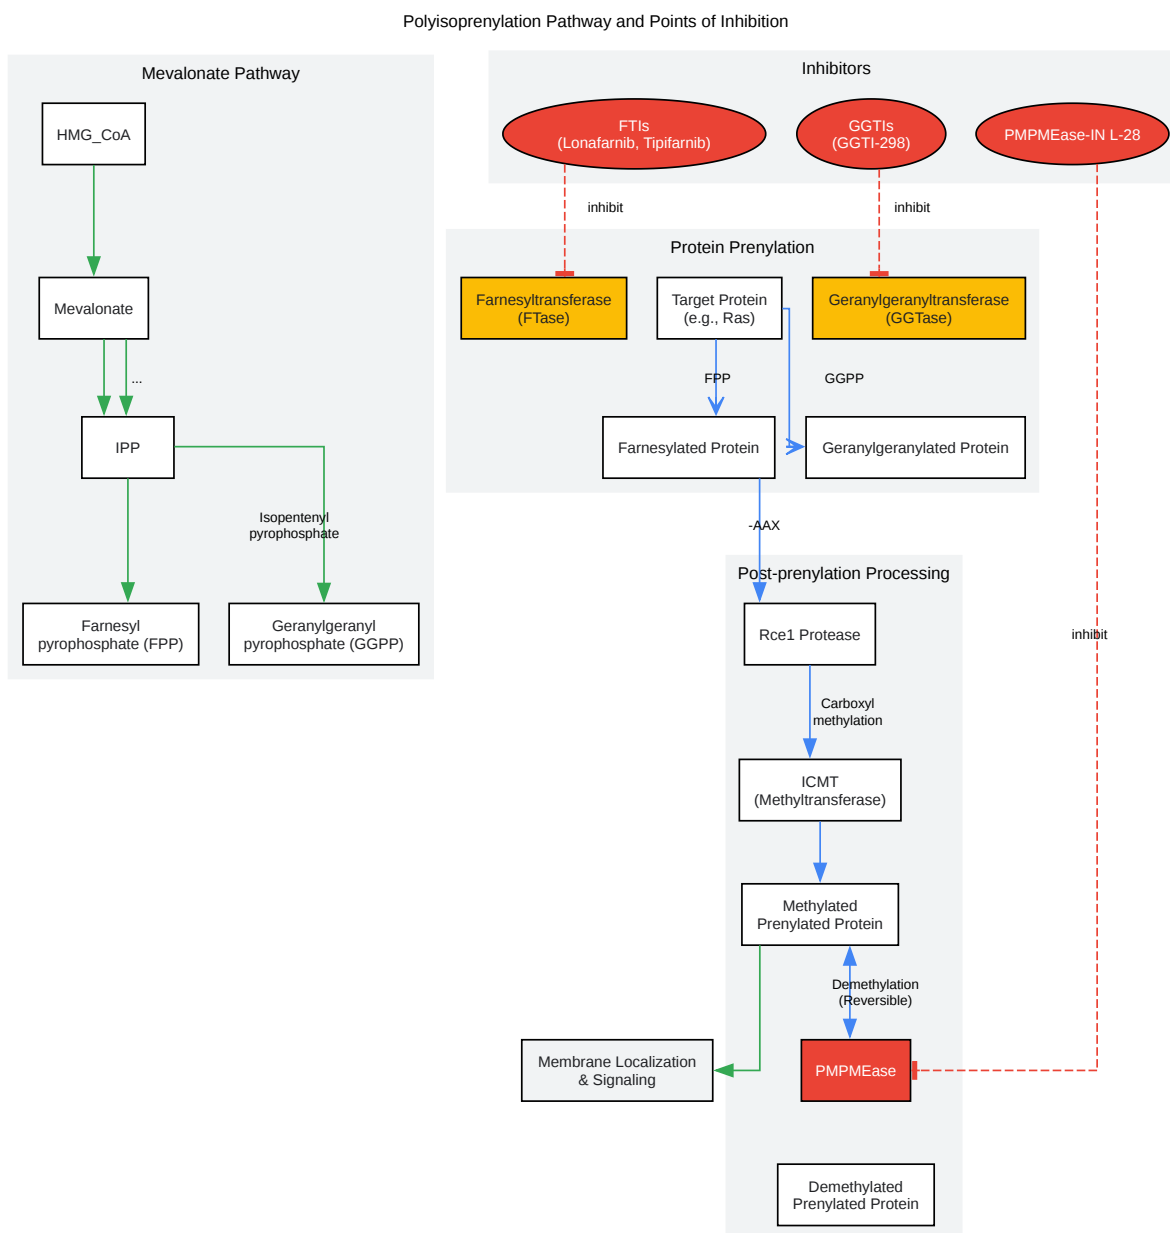 Polyisoprenylation Pathway and Points of Inhibition
Mevalonate Pathway
HMG_CoA
Mevalonate
...
IPP
Isopentenyl
pyrophosphate
Farnesyl
pyrophosphate (FPP)
Geranylgeranyl
pyrophosphate (GGPP)
Inhibitors
FTIs
(Lonafarnib, Tipifarnib)
GGTIs
(GGTI-298)
PMPMEase-IN L-28
inhibit
inhibit
Protein Prenylation
Farnesyltransferase
(FTase)
Target Protein
(e.g., Ras)
Geranylgeranyltransferase
(GGTase)
FPP
GGPP
Farnesylated Protein
Geranylgeranylated Protein
-AAX
Post-prenylation Processing
Rce1 Protease
inhibit
Carboxyl
methylation
ICMT
(Methyltransferase)
Methylated
Prenylated Protein
Demethylation
(Reversible)
Membrane Localization
& Signaling
PMPMEase
Demethylated
Prenylated Protein